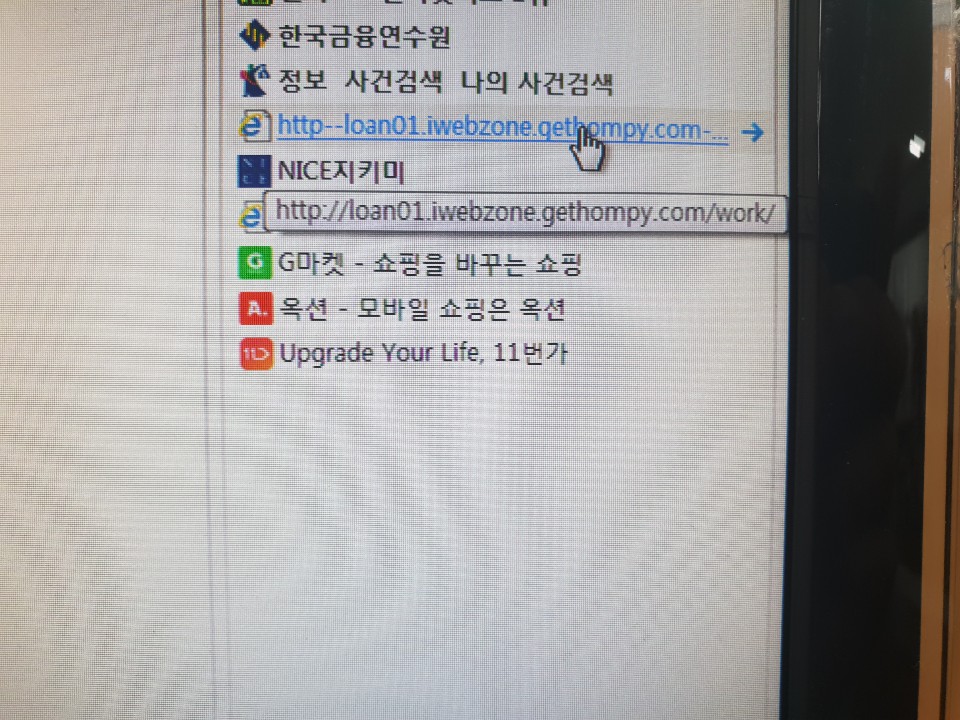 한국금융연수원
정보 사건검색 나의 사건검색
http--loan01.iwebzone.gethompy.com-...
NICE지키미
http://loan01.iwebzone.gethompy.com/work/
G G마켓 - 쇼핑을 바꾸는 쇼핑
A. 옥션 - 모바일 쇼핑은 옥션
11 Upgrade Your Life, 11번가